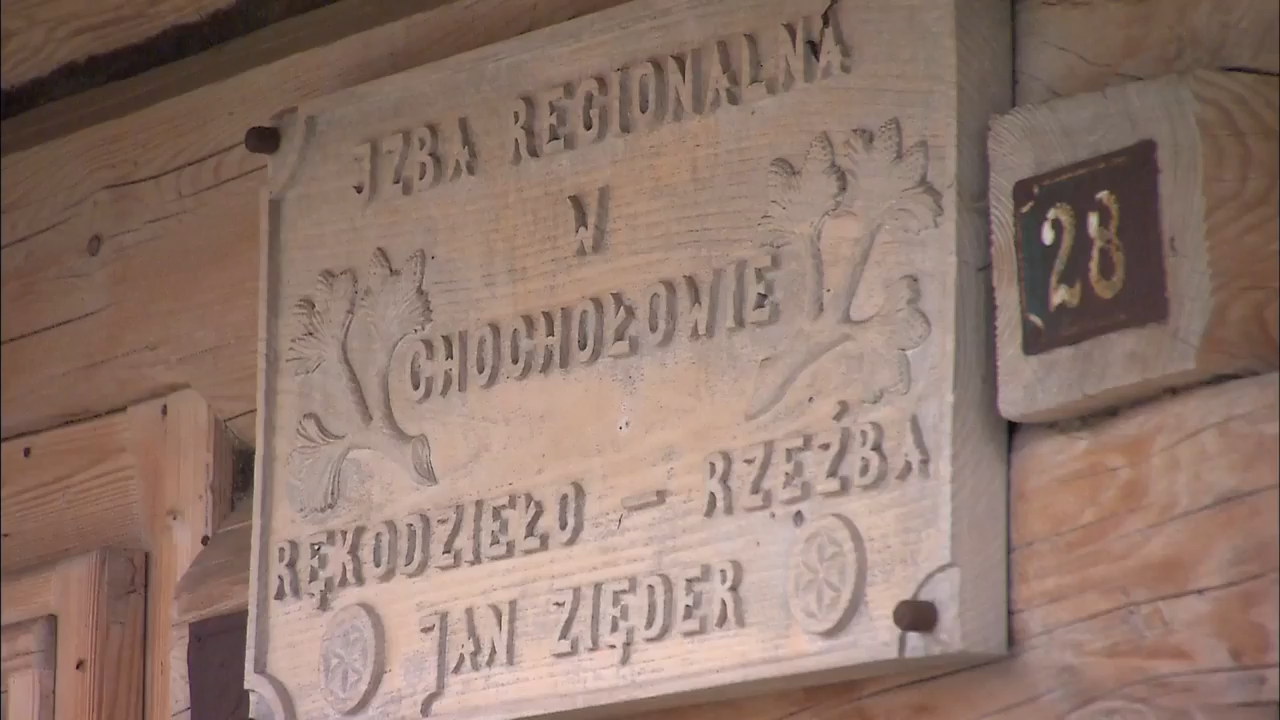 IZBA REGIONALNA
W
CHOCHOŁOWIE
RĘKODZIEŁO - RZEŹBA
JAN ZIĘDER
28